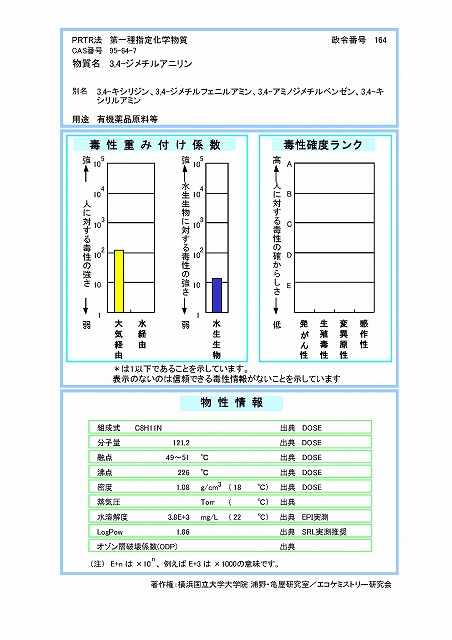 PRTR法 第一種指定化学物質 政令番号 164
CAS番号 95-64-7
物質名 3,4-ジメチルアニリン
別名 3,4-キシリジン、3,4-ジメチルフェニルアミン、3,4-アミノジメチルベンゼン、3,4-キ
シリルアミン
用途 有機薬品原料等
毒性重み付け係数
強
人に対する毒性の強さ
弱
10^5
10^4
10^3
10^2
10
1
大気経由
水経由
強
水生生物に対する毒性の強さ
弱
10^5
10^4
10^3
10^2
10
1
水生生物
毒性確度ランク
高
人に対する毒性の確からしさ
低
A
B
C
D
E
発がん性
生殖毒性
変異原性
感作性
*は1以下であることを示しています。
表示のないのは信頼できる毒性情報がないことを示しています
物性情報
組成式 C8H11N 出典 DOSE
分子量 121.2 出典 DOSE
融点 49～51 ℃ 出典 DOSE
沸点 226 ℃ 出典 DOSE
密度 1.08 g/cm^3 (18 ℃) 出典 DOSE
蒸気圧 Torr ( ℃) 出典
水溶解度 3.8E+3 mg/L (22 ℃) 出典 EPI実測
LogPow 1.86 出典 SRL実測推奨
オゾン層破壊係数(ODP) 出典
(注) E+n は ×10^n、例えば E+3 は ×1000の意味です。
著作権:横浜国立大学大学院 浦野・亀屋研究室／エコケミストリー研究会